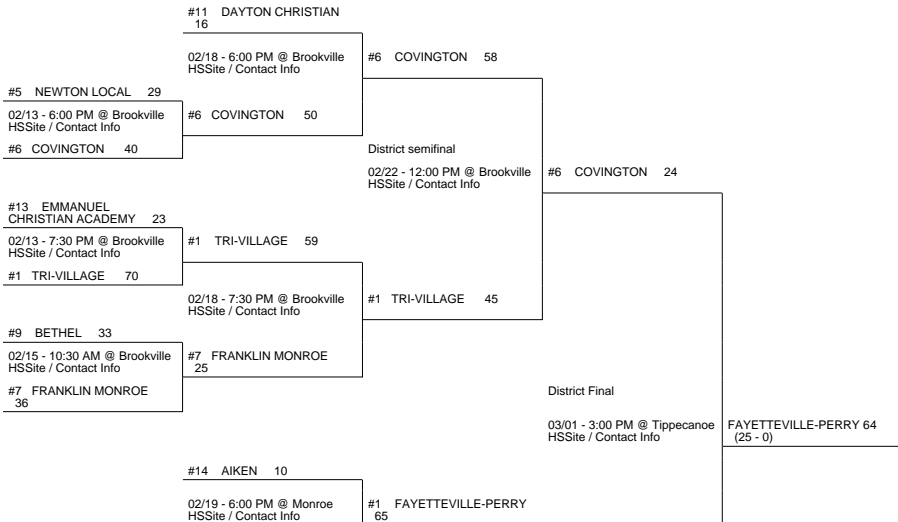 #11 DAYTON CHRISTIAN
16
02/18 - 6:00 PM @ Brookville
HSSite / Contact Info
#6 COVINGTON 58
#5 NEWTON LOCAL 29
02/13 - 6:00 PM @ Brookville
HSSite / Contact Info
#6 COVINGTON 50
#6 COVINGTON 40
District semifinal
02/22 - 12:00 PM @ Brookville
HSSite / Contact Info
#6 COVINGTON 24
#13 EMMANUEL
CHRISTIAN ACADEMY 23
02/13 - 7:30 PM @ Brookville
HSSite / Contact Info
#1 TRI-VILLAGE 59
#1 TRI-VILLAGE 70
02/18 - 7:30 PM @ Brookville
HSSite / Contact Info
#1 TRI-VILLAGE 45
#9 BETHEL 33
02/15 - 10:30 AM @ Brookville
HSSite / Contact Info
#7 FRANKLIN MONROE
25
#7 FRANKLIN MONROE
36
District Final
03/01 - 3:00 PM @ Tippecanoe
HSSite / Contact Info
FAYETTEVILLE-PERRY 64
(25 - 0)
#14 AIKEN 10
02/19 - 6:00 PM @ Monroe
HSSite / Contact Info
#1 FAYETTEVILLE-PERRY
65